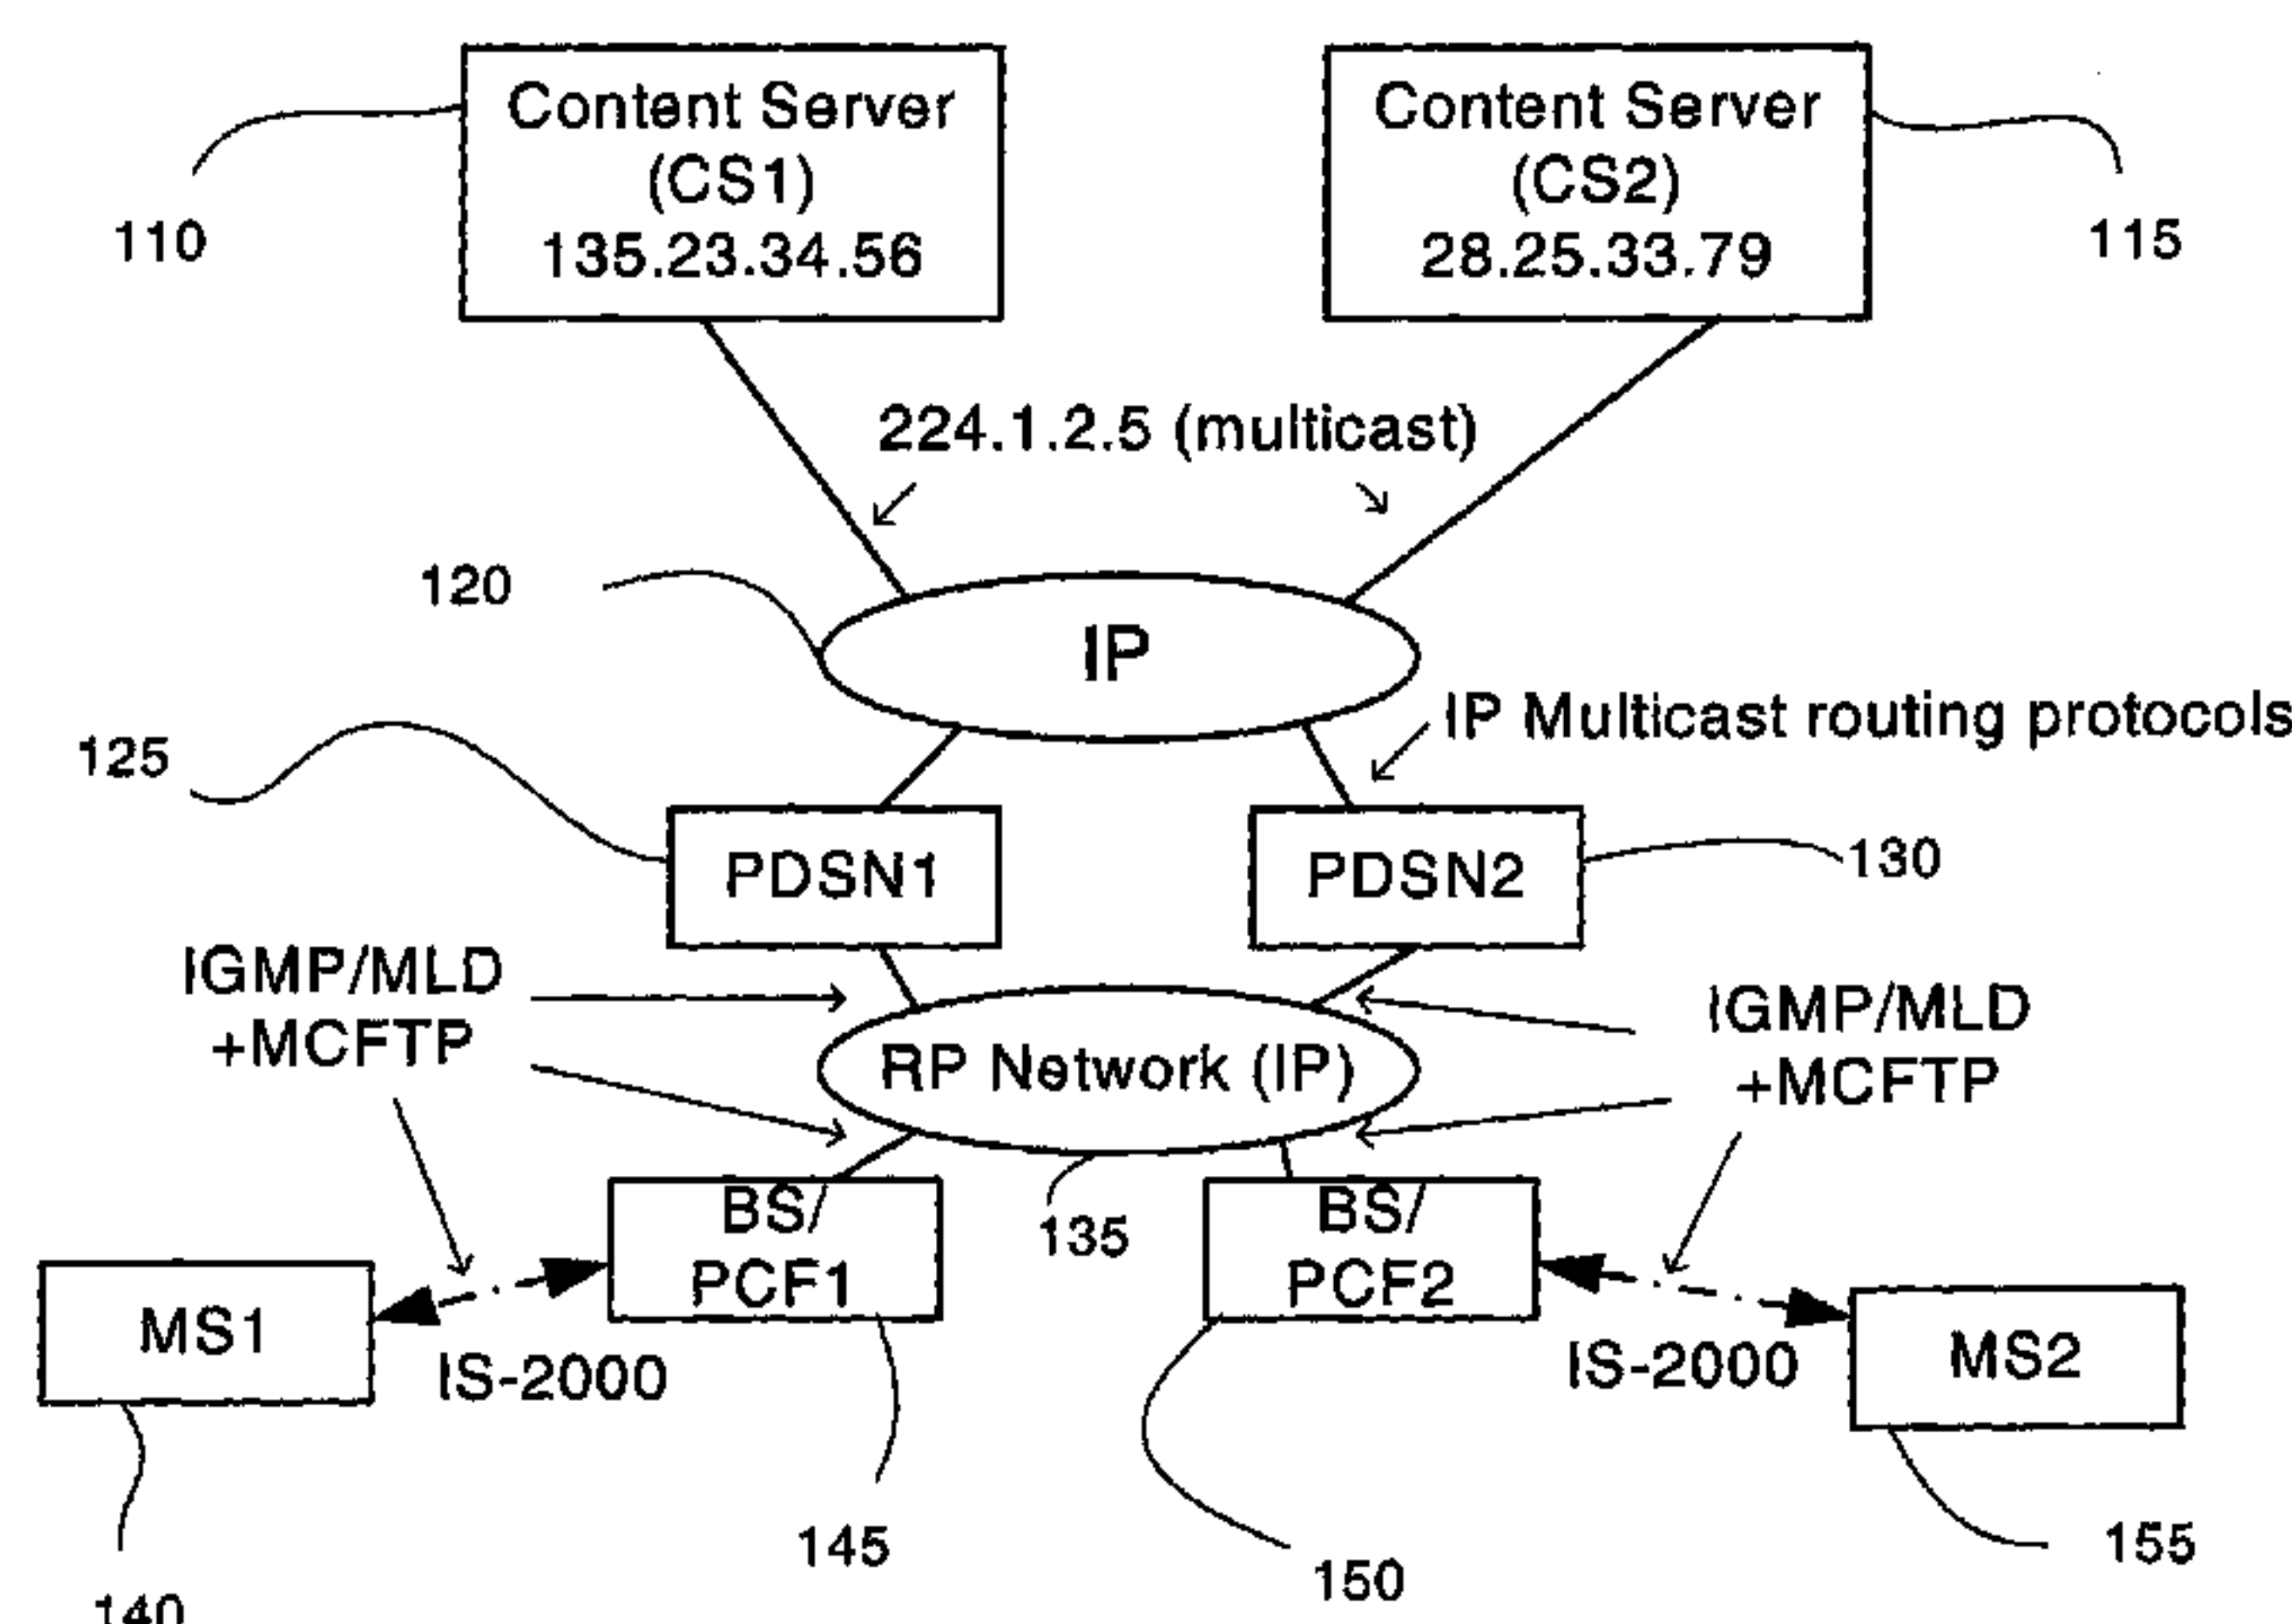 Content Server
(CS1)
135.23.34.56
Content Server
(CS2)
28.25.33.79
110
115
224.1.2.5 (multicast)
120
IP
IP Multicast routing protocols
125
PDSN1
PDSN2
130
IGMP/MLD
+MCFTP
IGMP/MLD
+MCFTP
RP Network (IP)
135
BS/
PCF1
BS/
PCF2
MS1
IS-2000
IS-2000
MS2
140
145
150
155